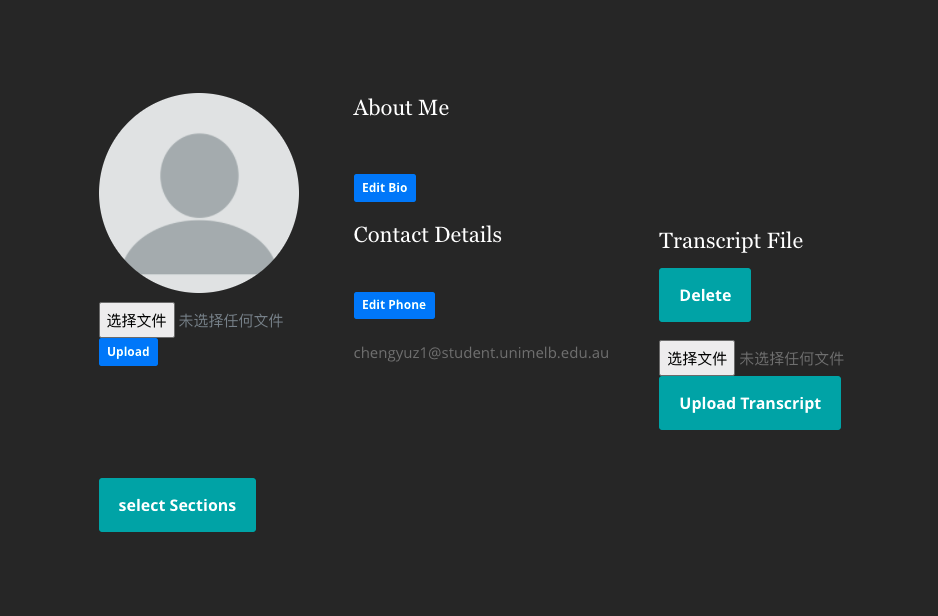 About Me
Edit Bio
Contact Details
Edit Phone
chengyuz1@student.unimelb.edu.au
选择文件 未选择任何文件
Upload
select Sections
Transcript File
Delete
选择文件 未选择任何文件
Upload Transcript